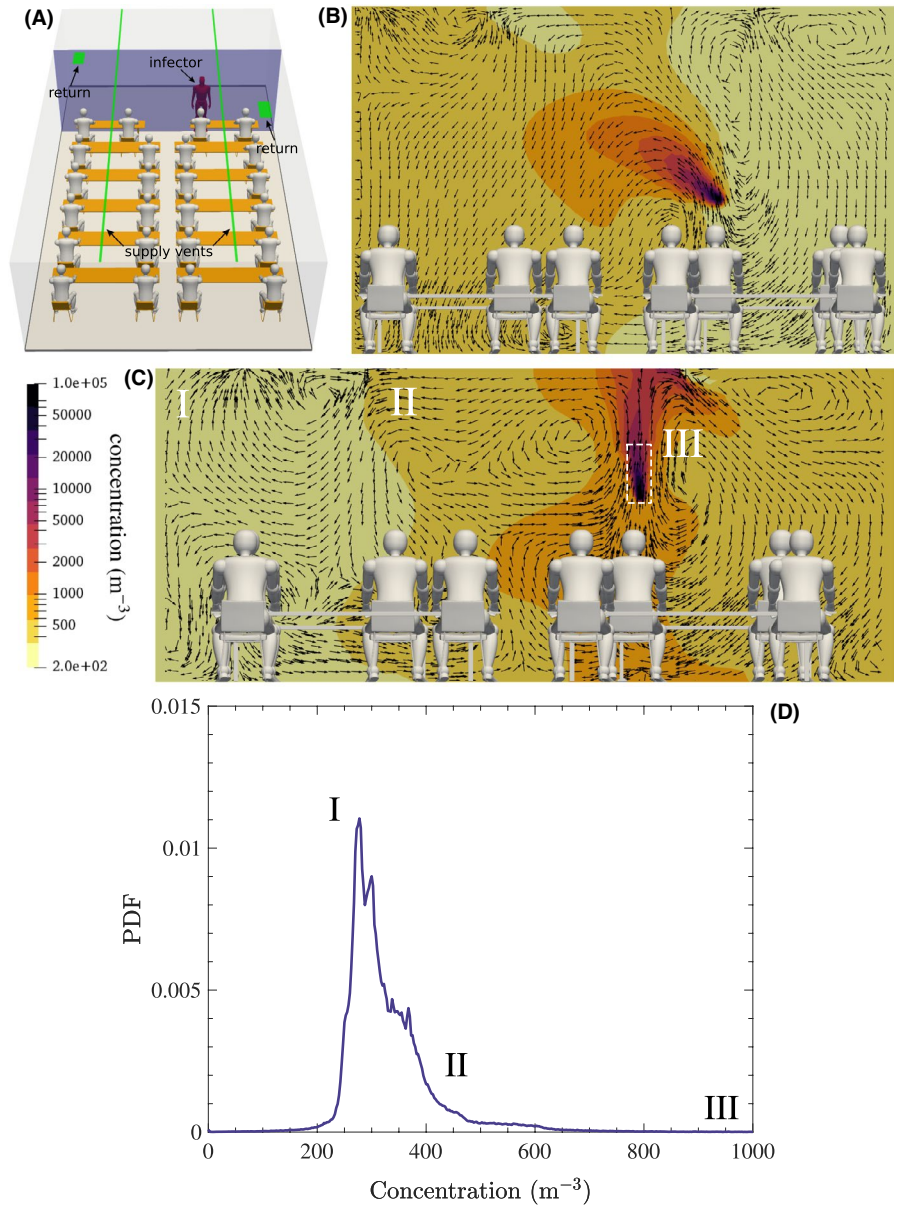 (A)
infector
return
return
supply vents
(B)
(C)
I
II
III
1.0e+05
50000
20000
10000
5000
2000
1000
500
2.0e+02
concentration (m⁻³)
(D)
0.015
0.01
0.005
0
PDF
I
II
III
0 200 400 600 800 1000
Concentration (m⁻³)